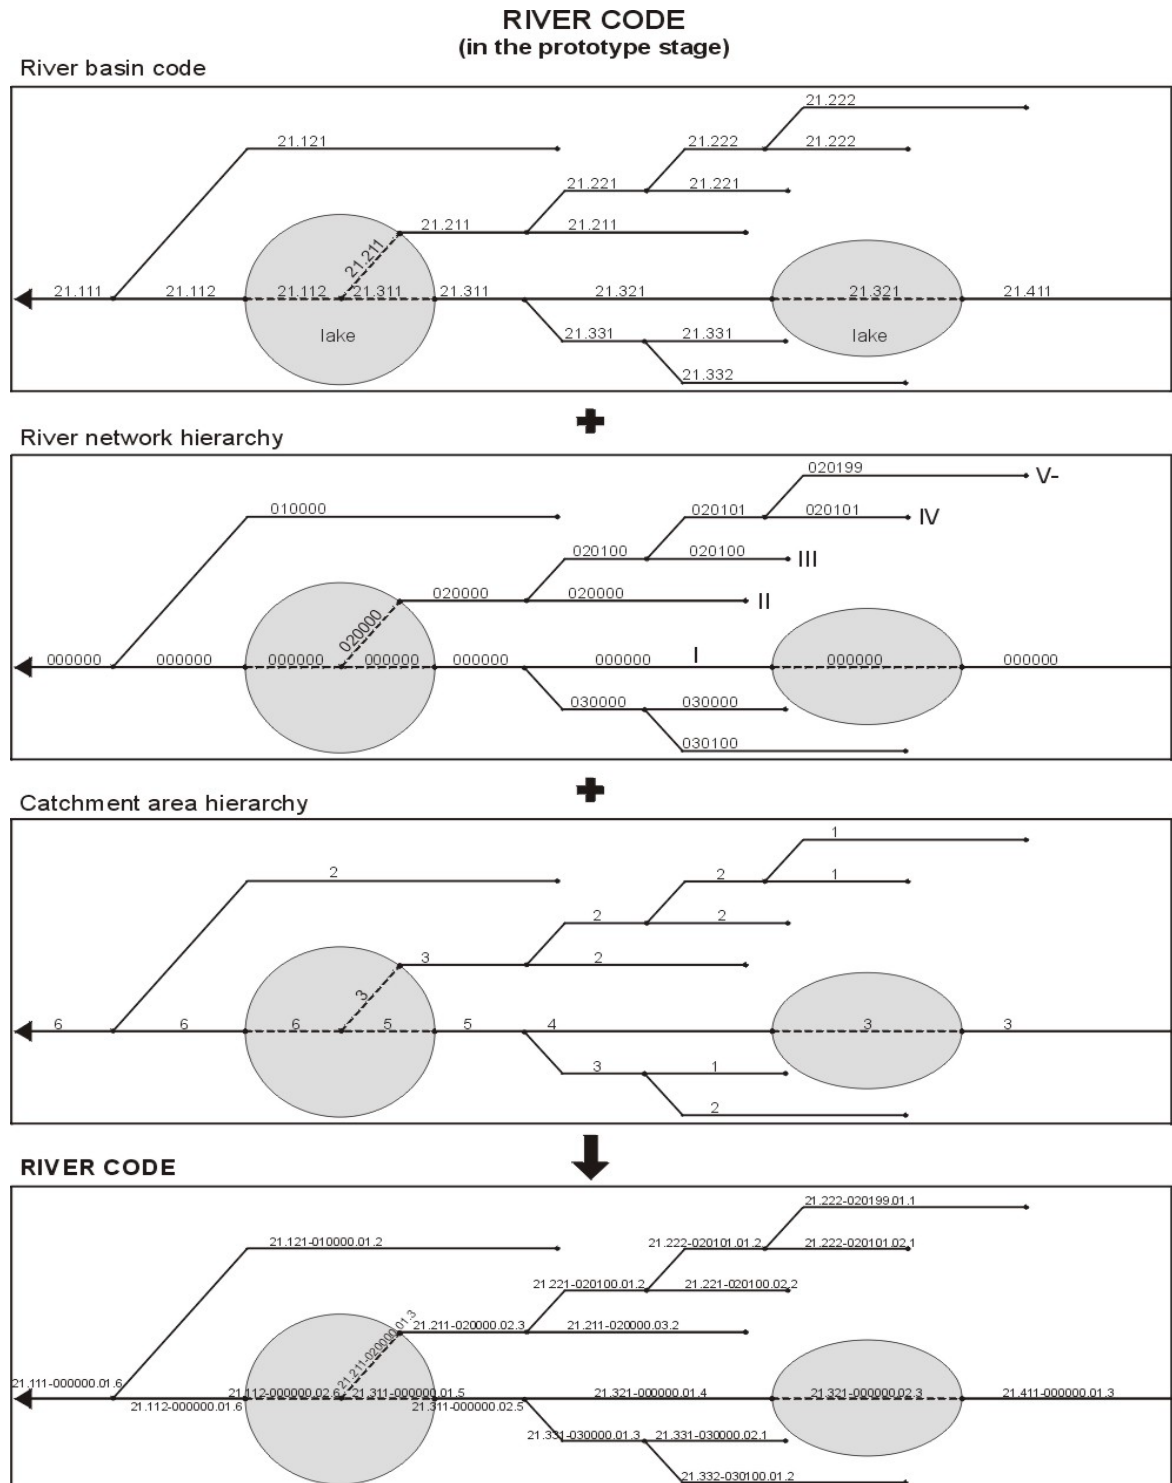 RIVER CODE
(in the prototype stage)
River basin code
21.222
21.121
21.222 21.222
21.221 21.221
21.211 21.211
21.211
21.111 21.112 21.112 21.311 21.311 21.321 21.321 21.411
lake lake
21.331 21.331
21.332
River network hierarchy
020199 V-
010000 020101 020101 IV
020100 020100 III
020000 020000 II
020000
000000 000000 000000 000000 000000 000000 I 000000 000000
030000 030000
030100
Catchment area hierarchy
1
2 2 1
2 2
3 2
3
6 6 6 5 5 4 3 3
3 1
2
RIVER CODE
21.222-020199.01.1
21.121-010000.01.2 21.222-020101.01.2 21.222-020101.02.1
21.221-020100.01.2 21.221-020100.02.2
21.211-020000.02.3 21.211-020000.03.2
21.211-020000.01.3
21.111-000000.01.6 21.112-000000.02.6 21.311-000000.01.5 21.321-000000.01.4 21.321-000000.02.3 21.411-000000.01.3
21.112-000000.01.6 21.311-000000.02.5
21.331-030000.01.3 21.331-030000.02.1
21.332-030100.01.2